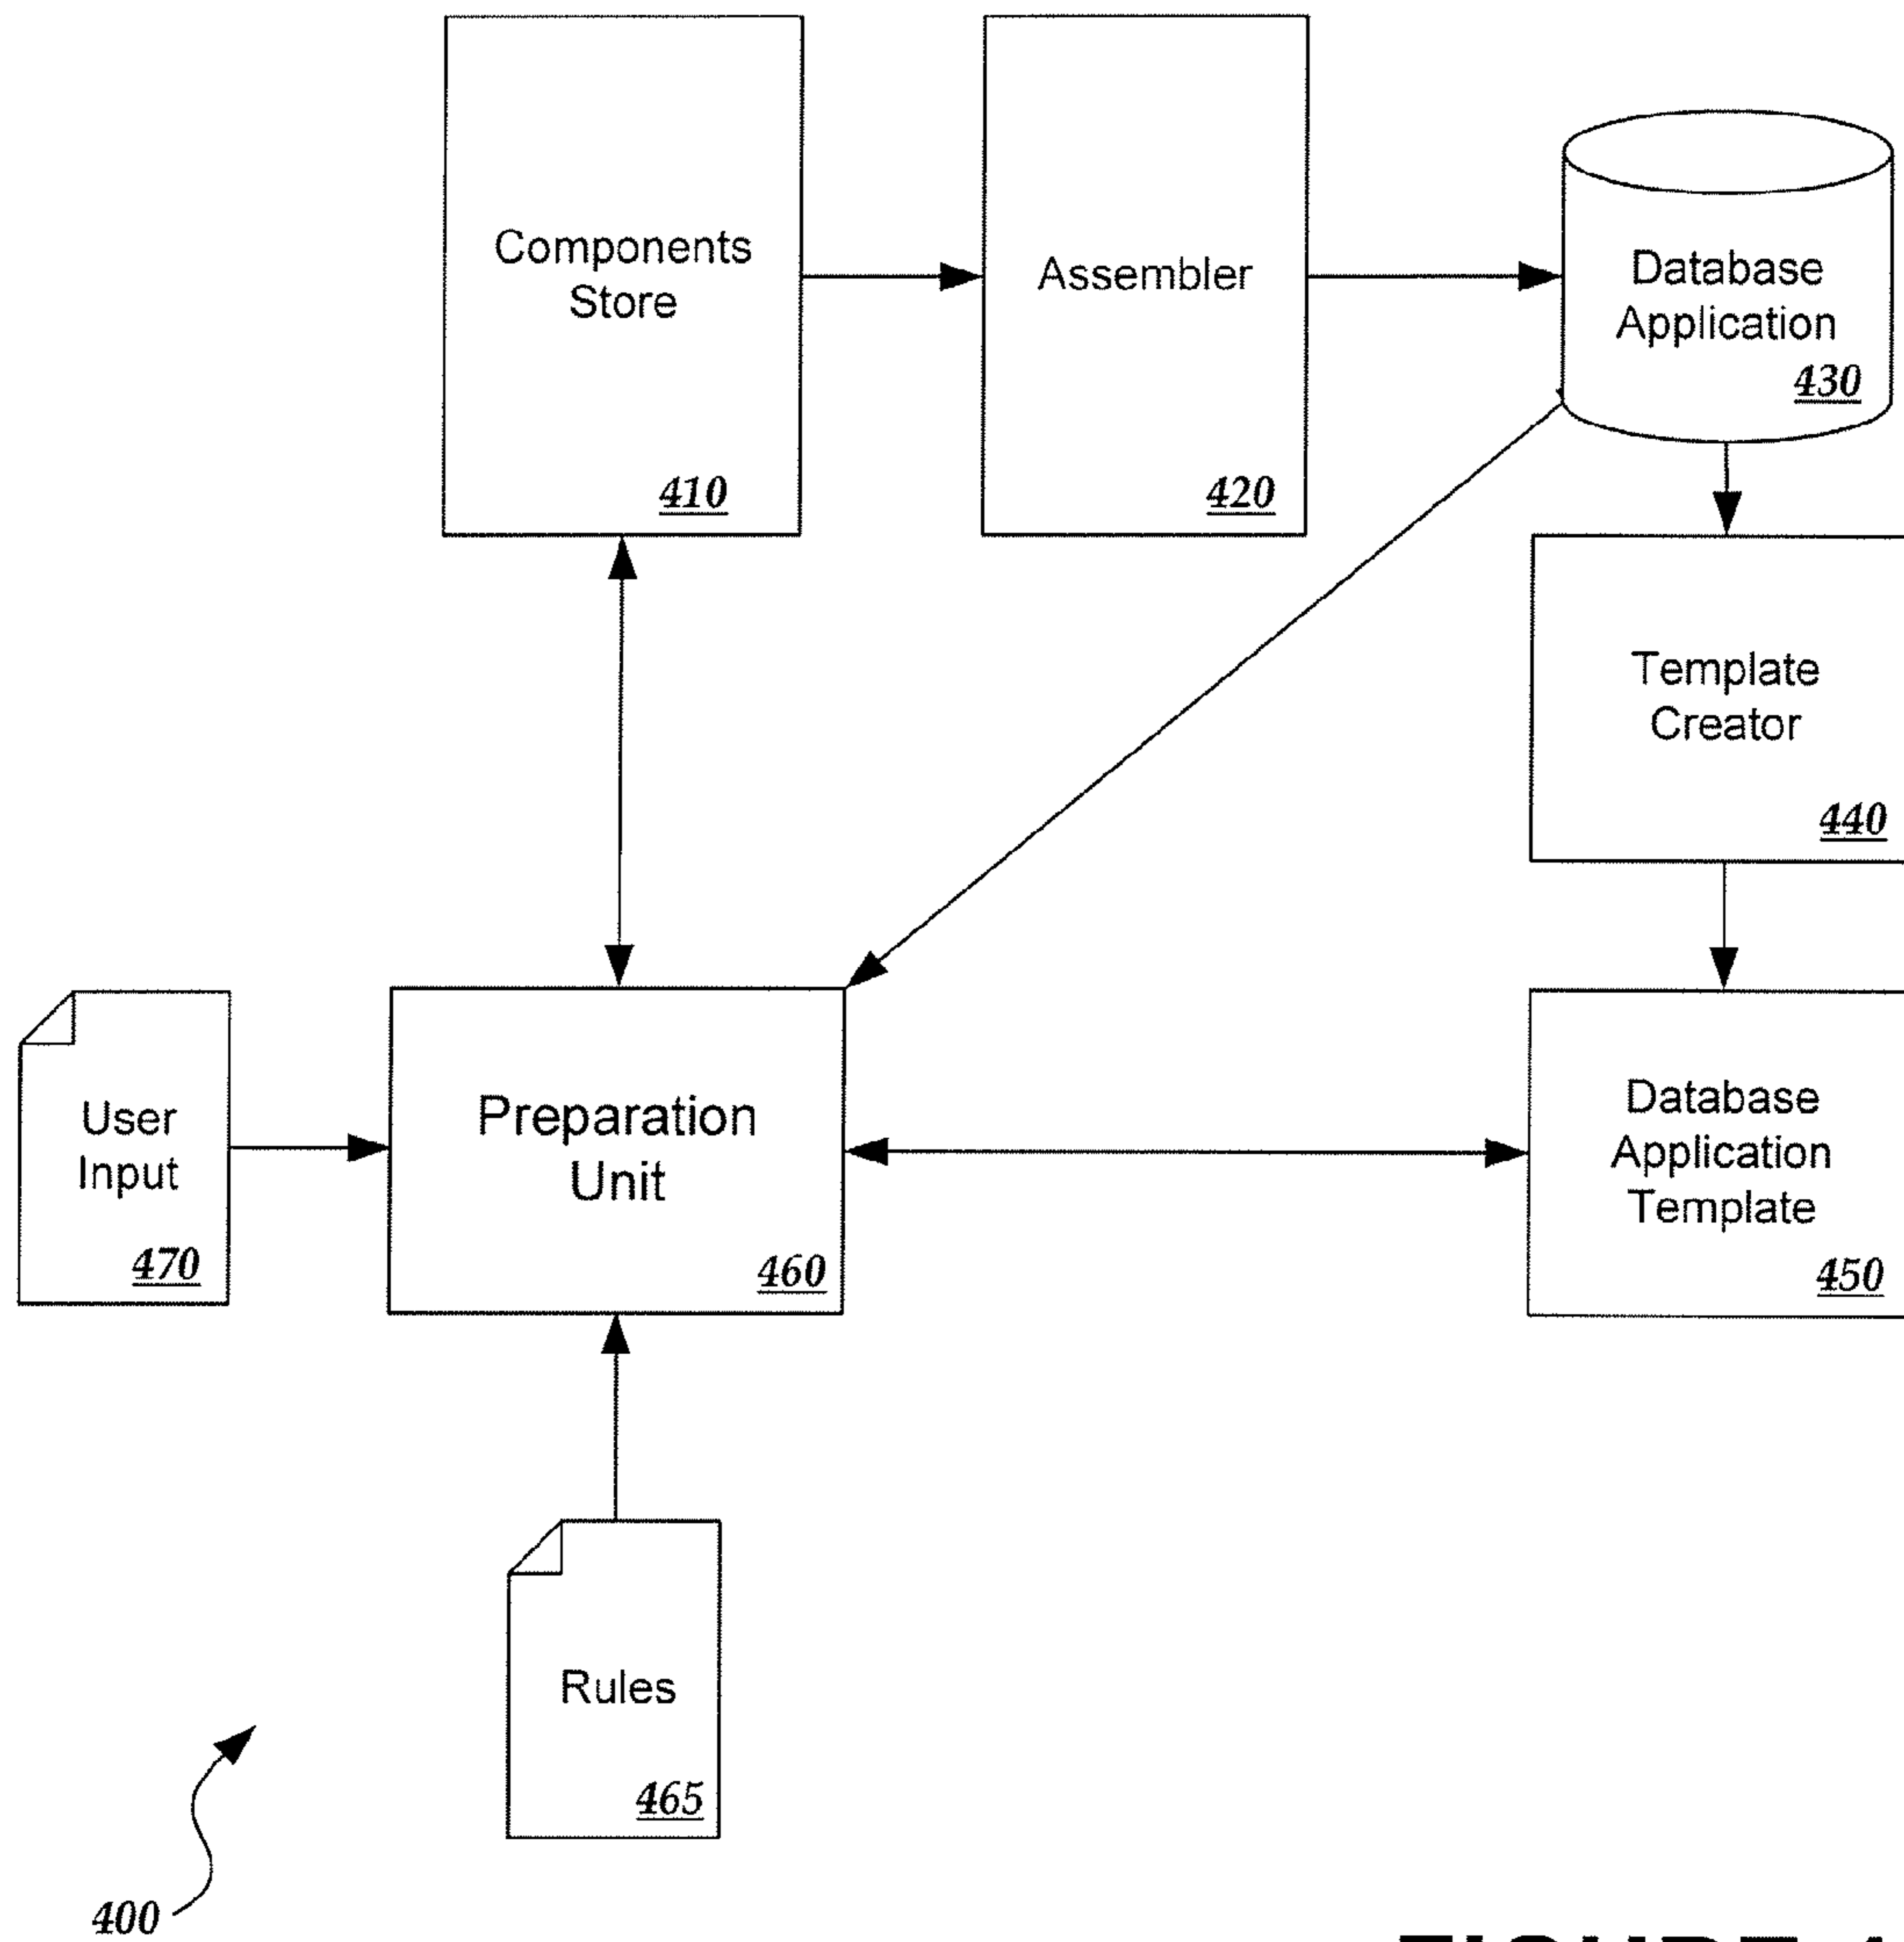 Components
Store
410
Assembler
420
Database
Application
430
Template
Creator
440
User
Input
470
Preparation
Unit
460
Database
Application
Template
450
Rules
465
400